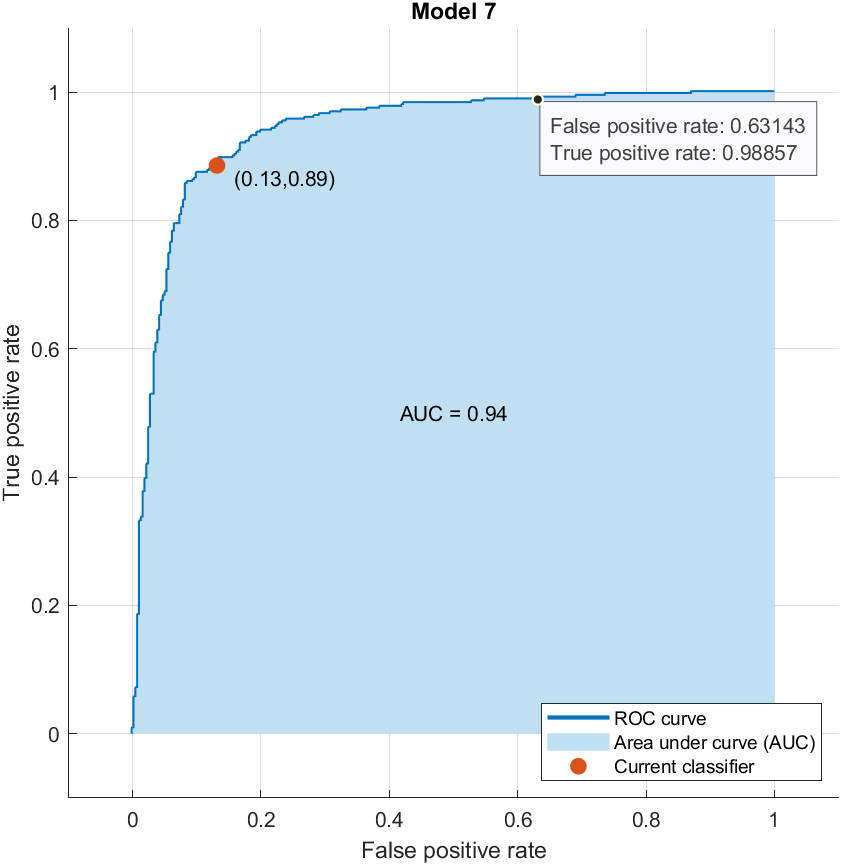 Model 7
1
0.8
0.6
0.4
0.2
0
True positive rate
False positive rate: 0.63143
True positive rate: 0.98857
(0.13,0.89)
AUC = 0.94
ROC curve
Area under curve (AUC)
Current classifier
0 0.2 0.4 0.6 0.8 1
False positive rate